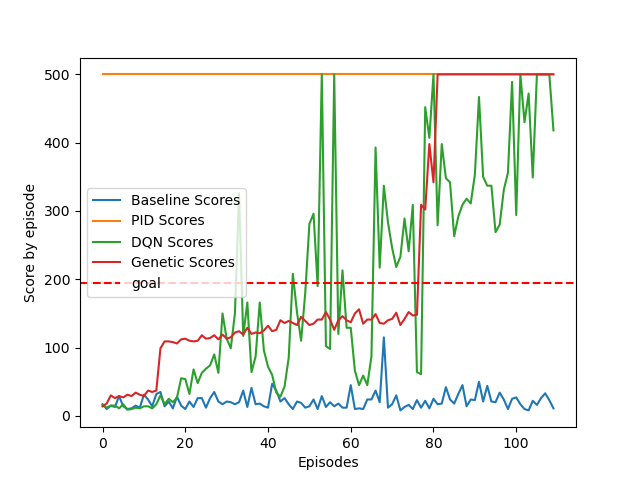 500
400
300
200
100
0
Score by episode
Baseline Scores
PID Scores
DQN Scores
Genetic Scores
goal
0
20
40
60
80
100
Episodes